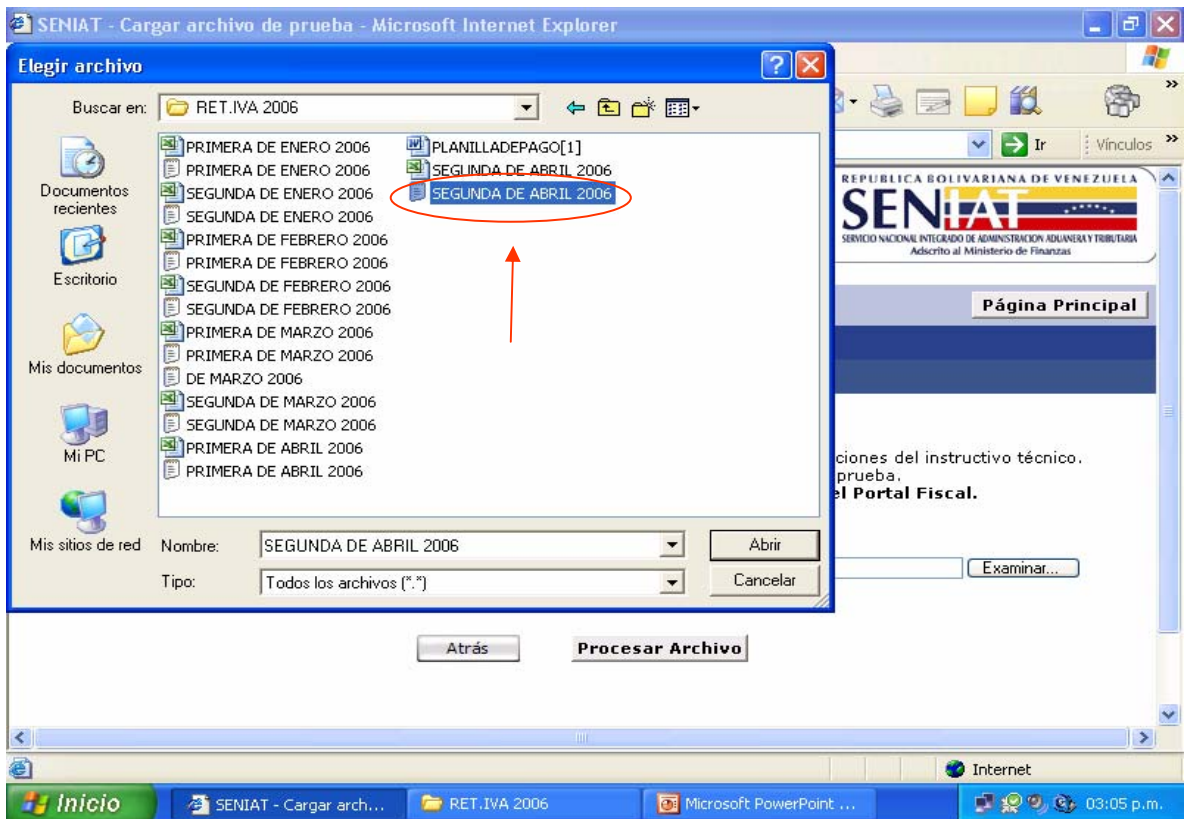 SENIAT - Cargar archivo de prueba - Microsoft Internet Explorer
Elegir archivo
Buscar en:
RET.IVA 2006
Documentos recientes
Escritorio
Mis documentos
Mi PC
Mis sitios de red
PRIMERA DE ENERO 2006
PRIMERA DE ENERO 2006
SEGUNDA DE ENERO 2006
SEGUNDA DE ENERO 2006
PRIMERA DE FEBRERO 2006
PRIMERA DE FEBRERO 2006
SEGUNDA DE FEBRERO 2006
SEGUNDA DE FEBRERO 2006
PRIMERA DE MARZO 2006
PRIMERA DE MARZO 2006
DE MARZO 2006
SEGUNDA DE MARZO 2006
SEGUNDA DE MARZO 2006
PRIMERA DE ABRIL 2006
PRIMERA DE ABRIL 2006
PLANILLADEPAGO[1]
SEGUNDA DE ABRIL 2006
SEGUNDA DE ABRIL 2006
Nombre:
SEGUNDA DE ABRIL 2006
Abrir
Tipo:
Todos los archivos (*.*)
Cancelar
Ir
Vínculos
REPUBLICA BOLIVARIANA DE VENEZUELA
SENIAT
SERVICIO NACIONAL INTEGRADO DE ADMINISTRACION ADUANERA Y TRIBUTARIA
Adscrito al Ministerio de Finanzas
Página Principal
ciones del instructivo técnico.
prueba.
el Portal Fiscal.
Examinar...
Atrás
Procesar Archivo
Internet
Inicio
SENIAT - Cargar arch...
RET.IVA 2006
Microsoft PowerPoint ...
03:05 p.m.